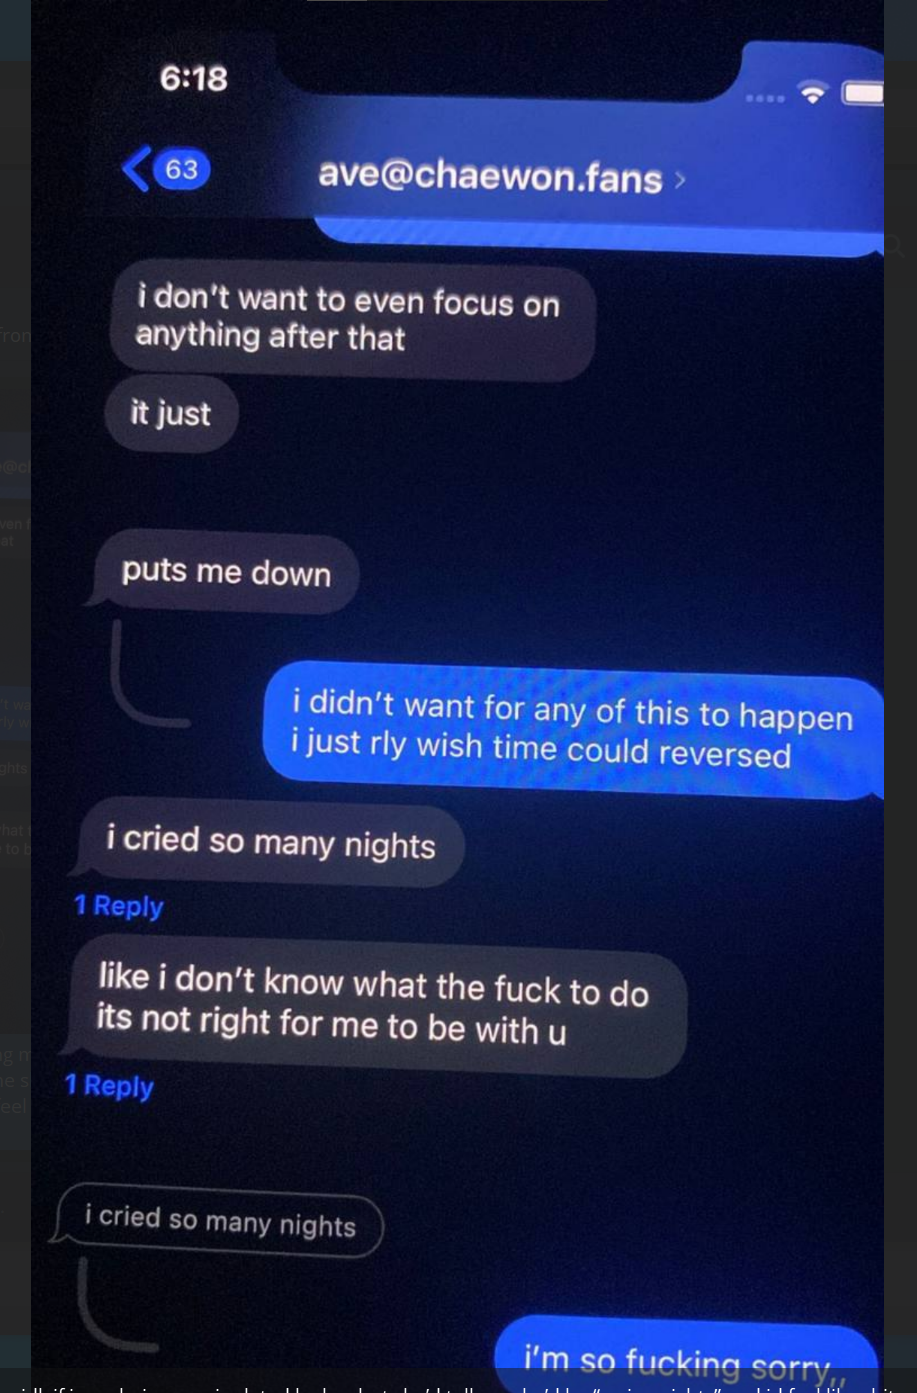 6:18
63
ave@chaewon.fans
i don't want to even focus on
anything after that
it just
puts me down
i didn't want for any of this to happen
i just rly wish time could reversed
i cried so many nights
1 Reply
like i don't know what the fuck to do
its not right for me to be with u
1 Reply
i cried so many nights
i'm so fucking sorry,,